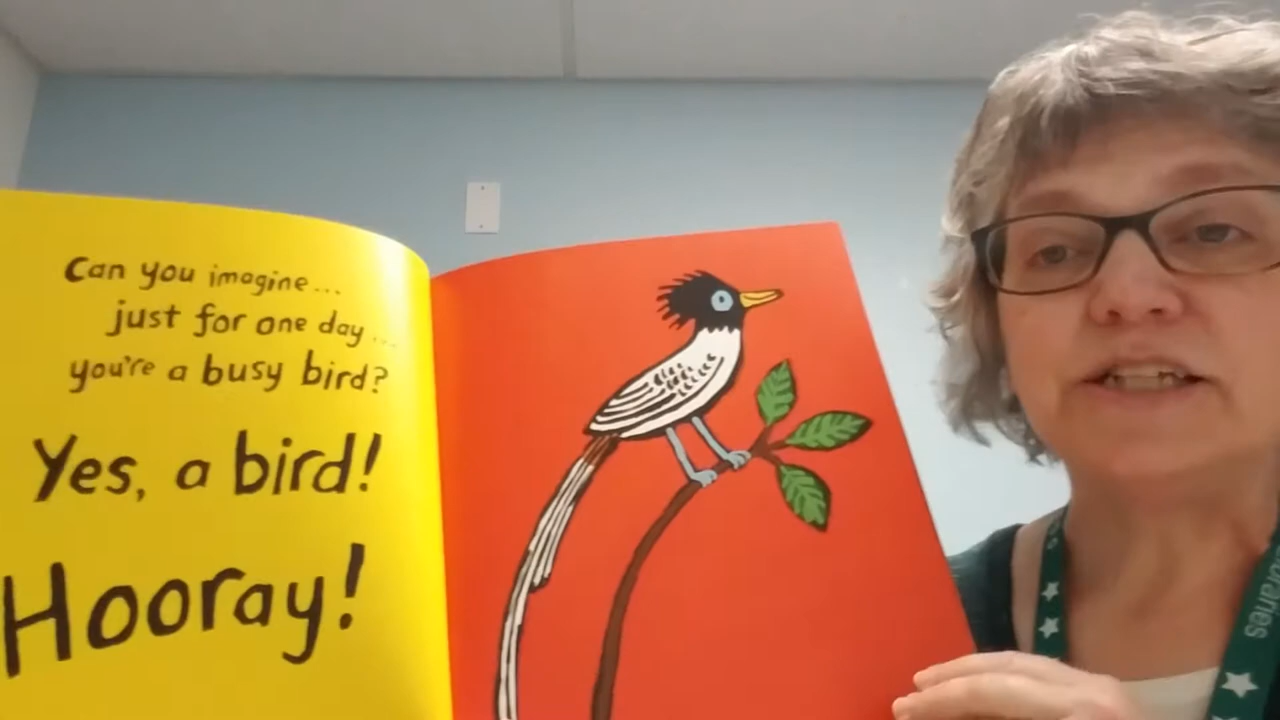 Can you imagine...
just for one day...
you're a busy bird?
Yes, a bird!
Hooray!